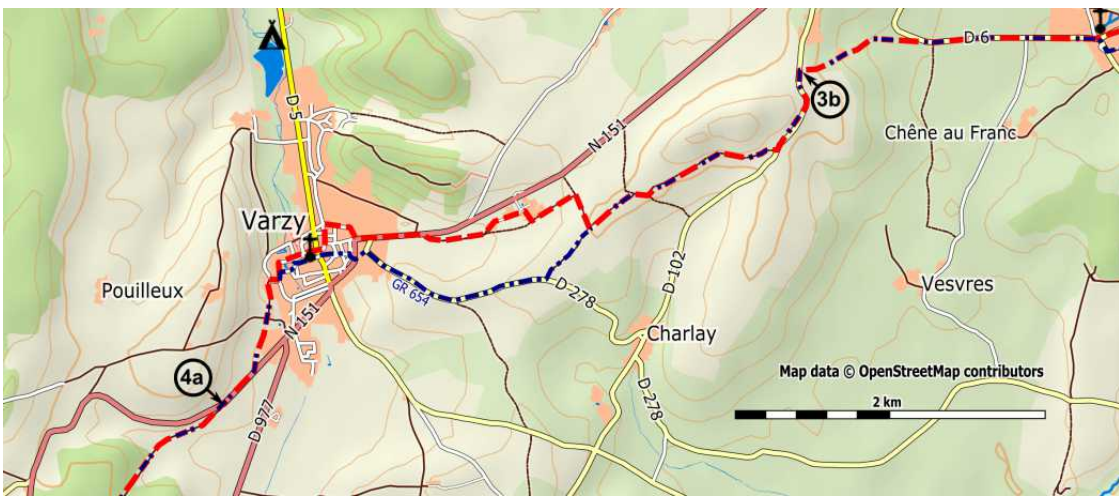 D 6
3b
N 151
D 5
Chêne au Franc
Varzy
D-102
Pouilleux
GR 654
D-278
Vesvres
N 151
Charlay
4a
Map data © OpenStreetMap contributors
D 977
D-278
2 km